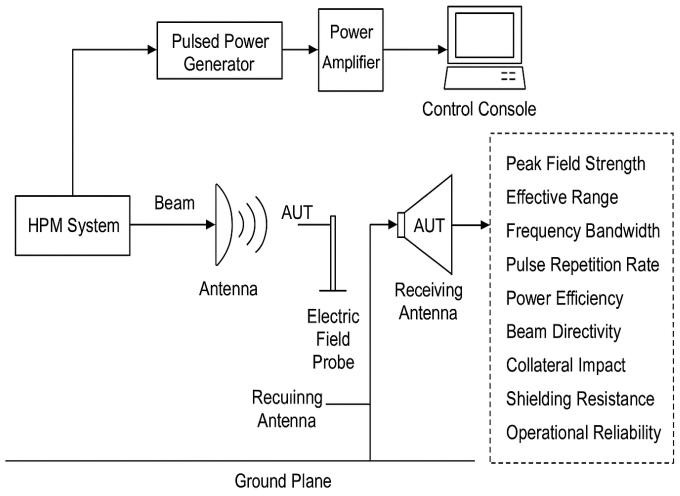 Pulsed Power
Generator
Power
Amplifier
Control Console
HPM System
Beam
Antenna
AUT
Electric
Field
Probe
AUT
Receiving
Antenna
Recuiınng
Antenna
Ground Plane
Peak Field Strength
Effective Range
Frequency Bandwidth
Pulse Repetition Rate
Power Efficiency
Beam Directivity
Collateral Impact
Shielding Resistance
Operational Reliability